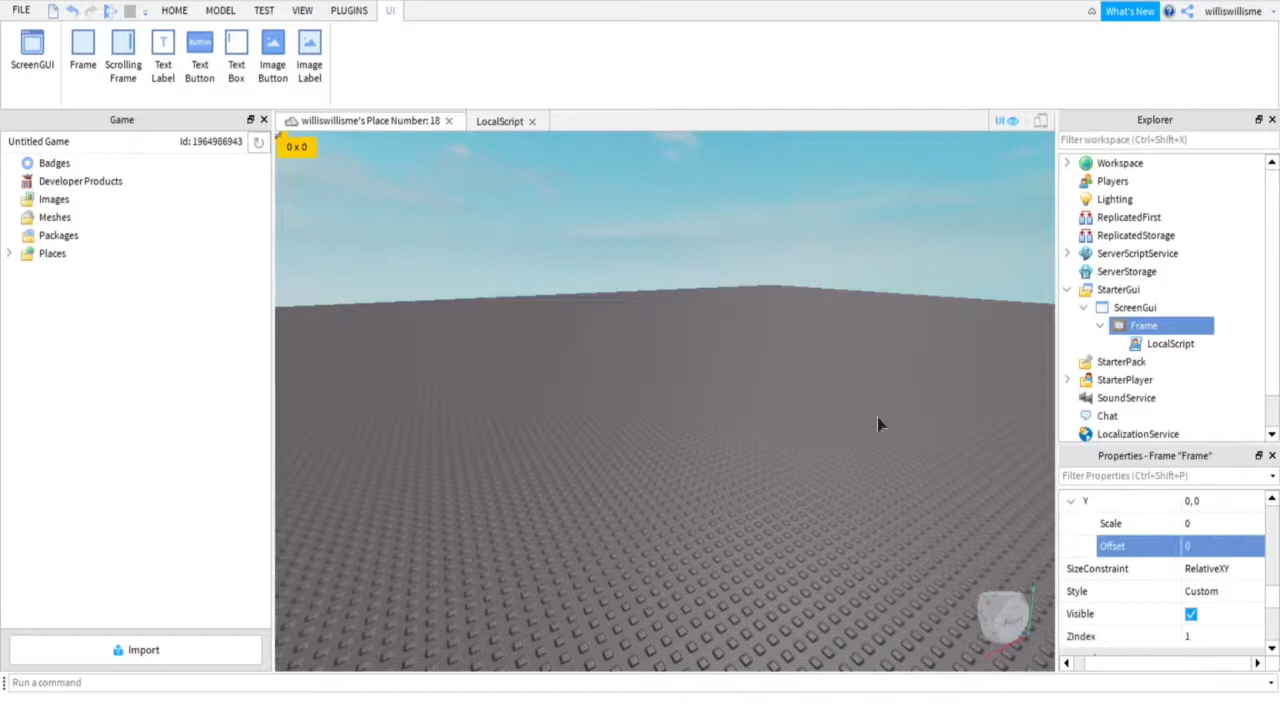 FILE HOME MODEL TEST VIEW PLUGINS UI What's New williswillisme
ScreenGUI Frame Scrolling Frame Text Label Text Button Text Box Image Button Image Label
Button
T
Game
Untitled Game Id: 1964986943
Badges
Developer Products
Images
Meshes
Packages
Places
Import
williswillisme's Place Number: 18 LocalScript UI
0 x 0
Explorer
Filter workspace (Ctrl+Shift+X)
Workspace
Players
Lighting
ReplicatedFirst
ReplicatedStorage
ServerScriptService
ServerStorage
StarterGui
ScreenGui
Frame
LocalScript
StarterPack
StarterPlayer
SoundService
Chat
LocalizationService
Properties - Frame "Frame"
Filter Properties (Ctrl+Shift+P)
Y 0, 0
Scale 0
Offset 0
SizeConstraint RelativeXY
Style Custom
Visible
ZIndex 1
Run a command